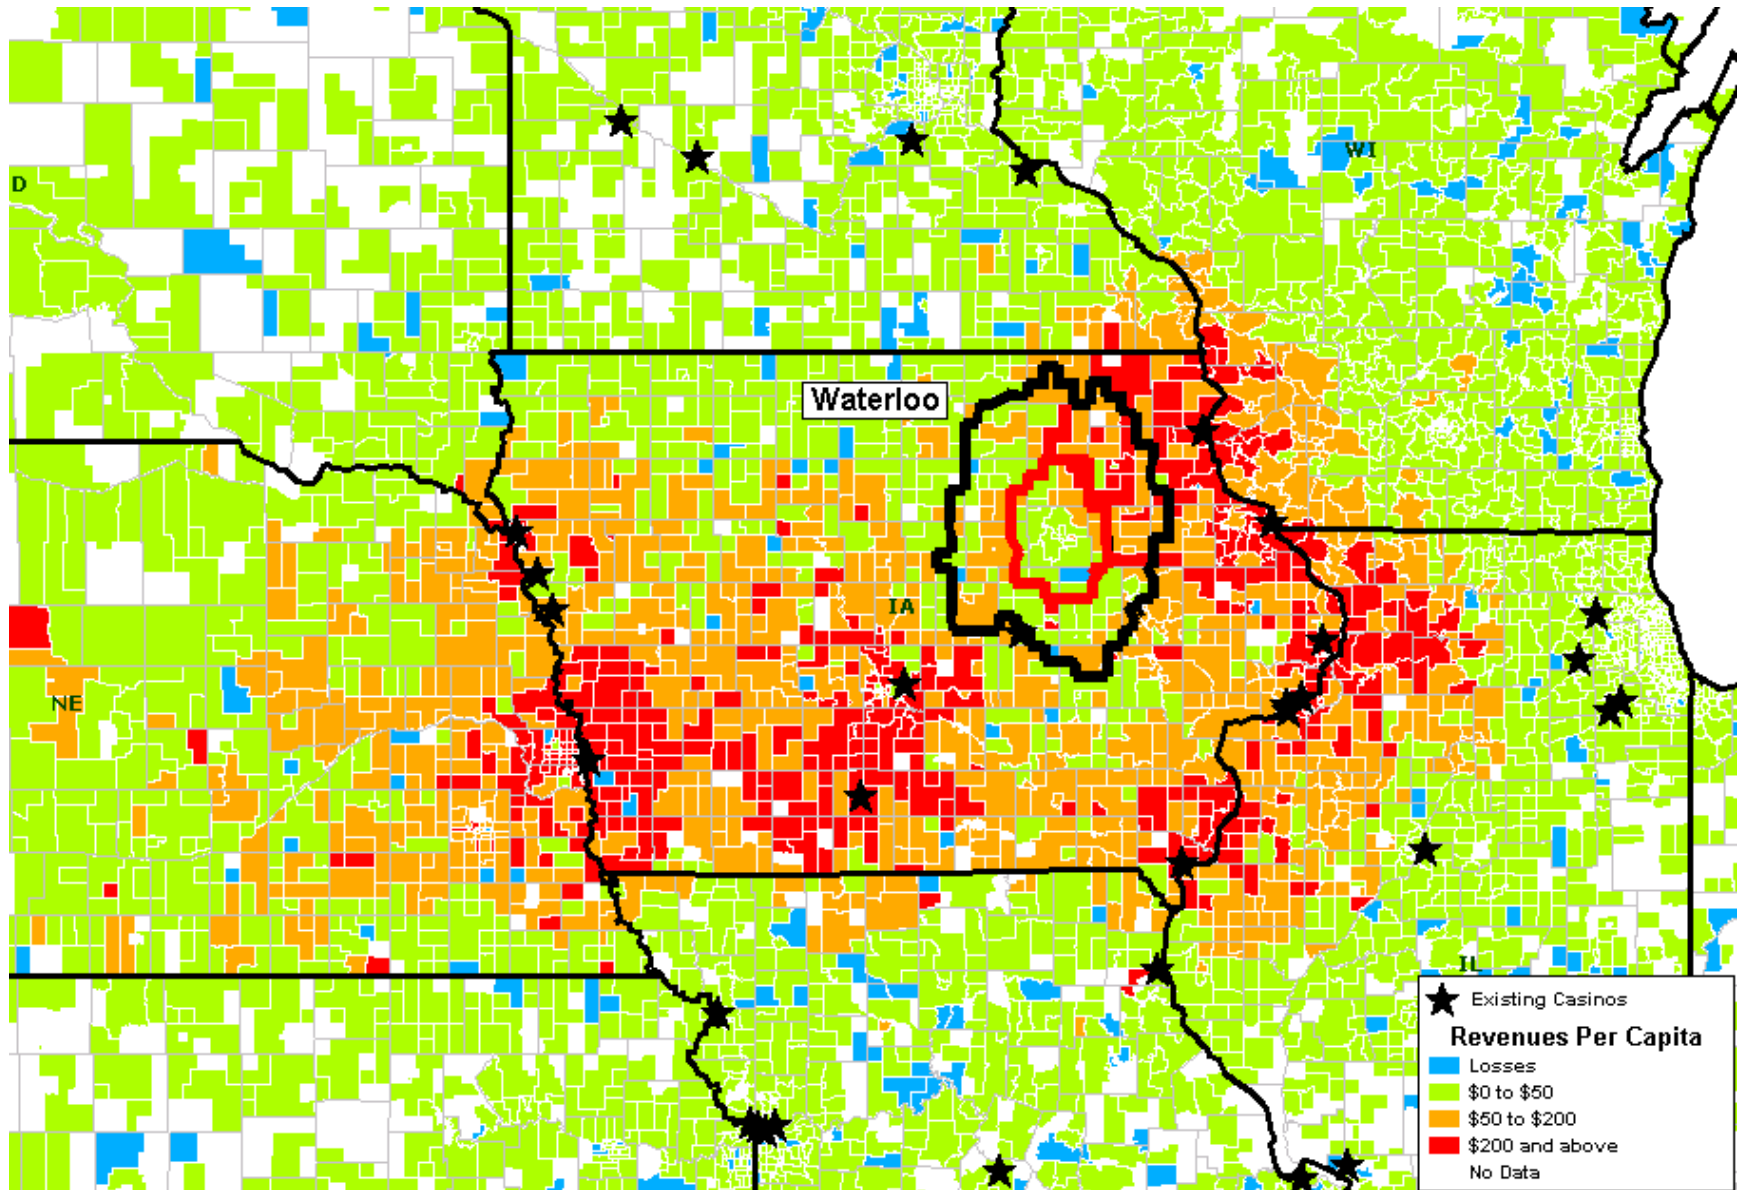 WI
D
Waterloo
IA
NE
IL
Existing Casinos
Revenues Per Capita
Losses
$0 to $50
$50 to $200
$200 and above
No Data